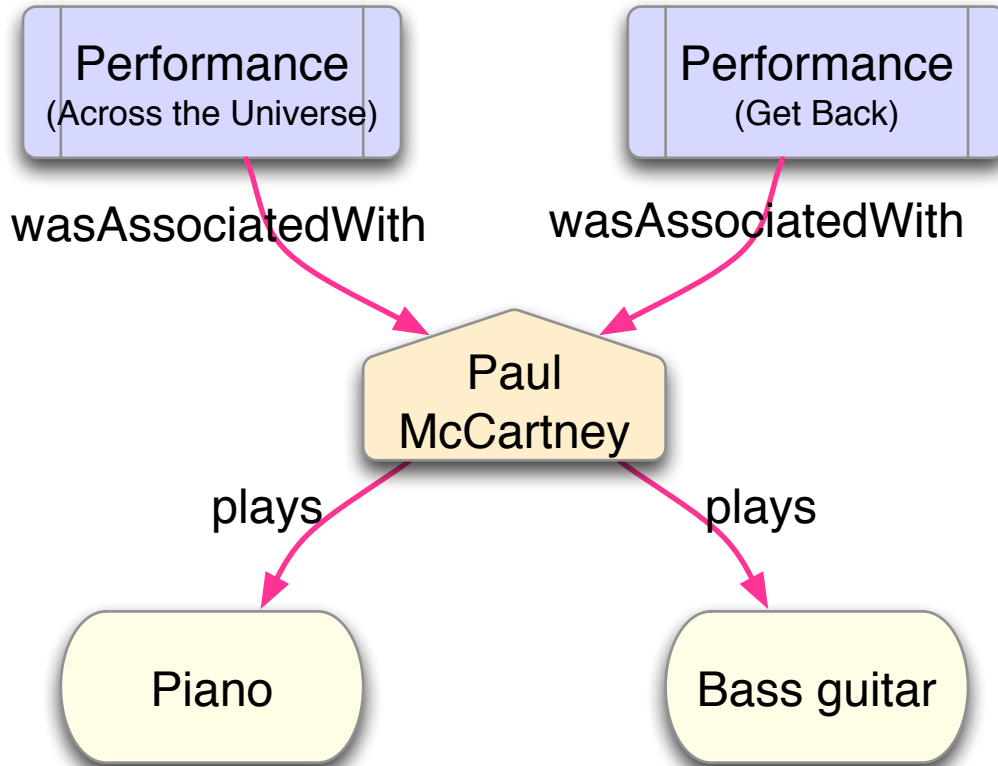 Performance
(Across the Universe)
Performance
(Get Back)
wasAssociatedWith
wasAssociatedWith
Paul
McCartney
plays
plays
Piano
Bass guitar